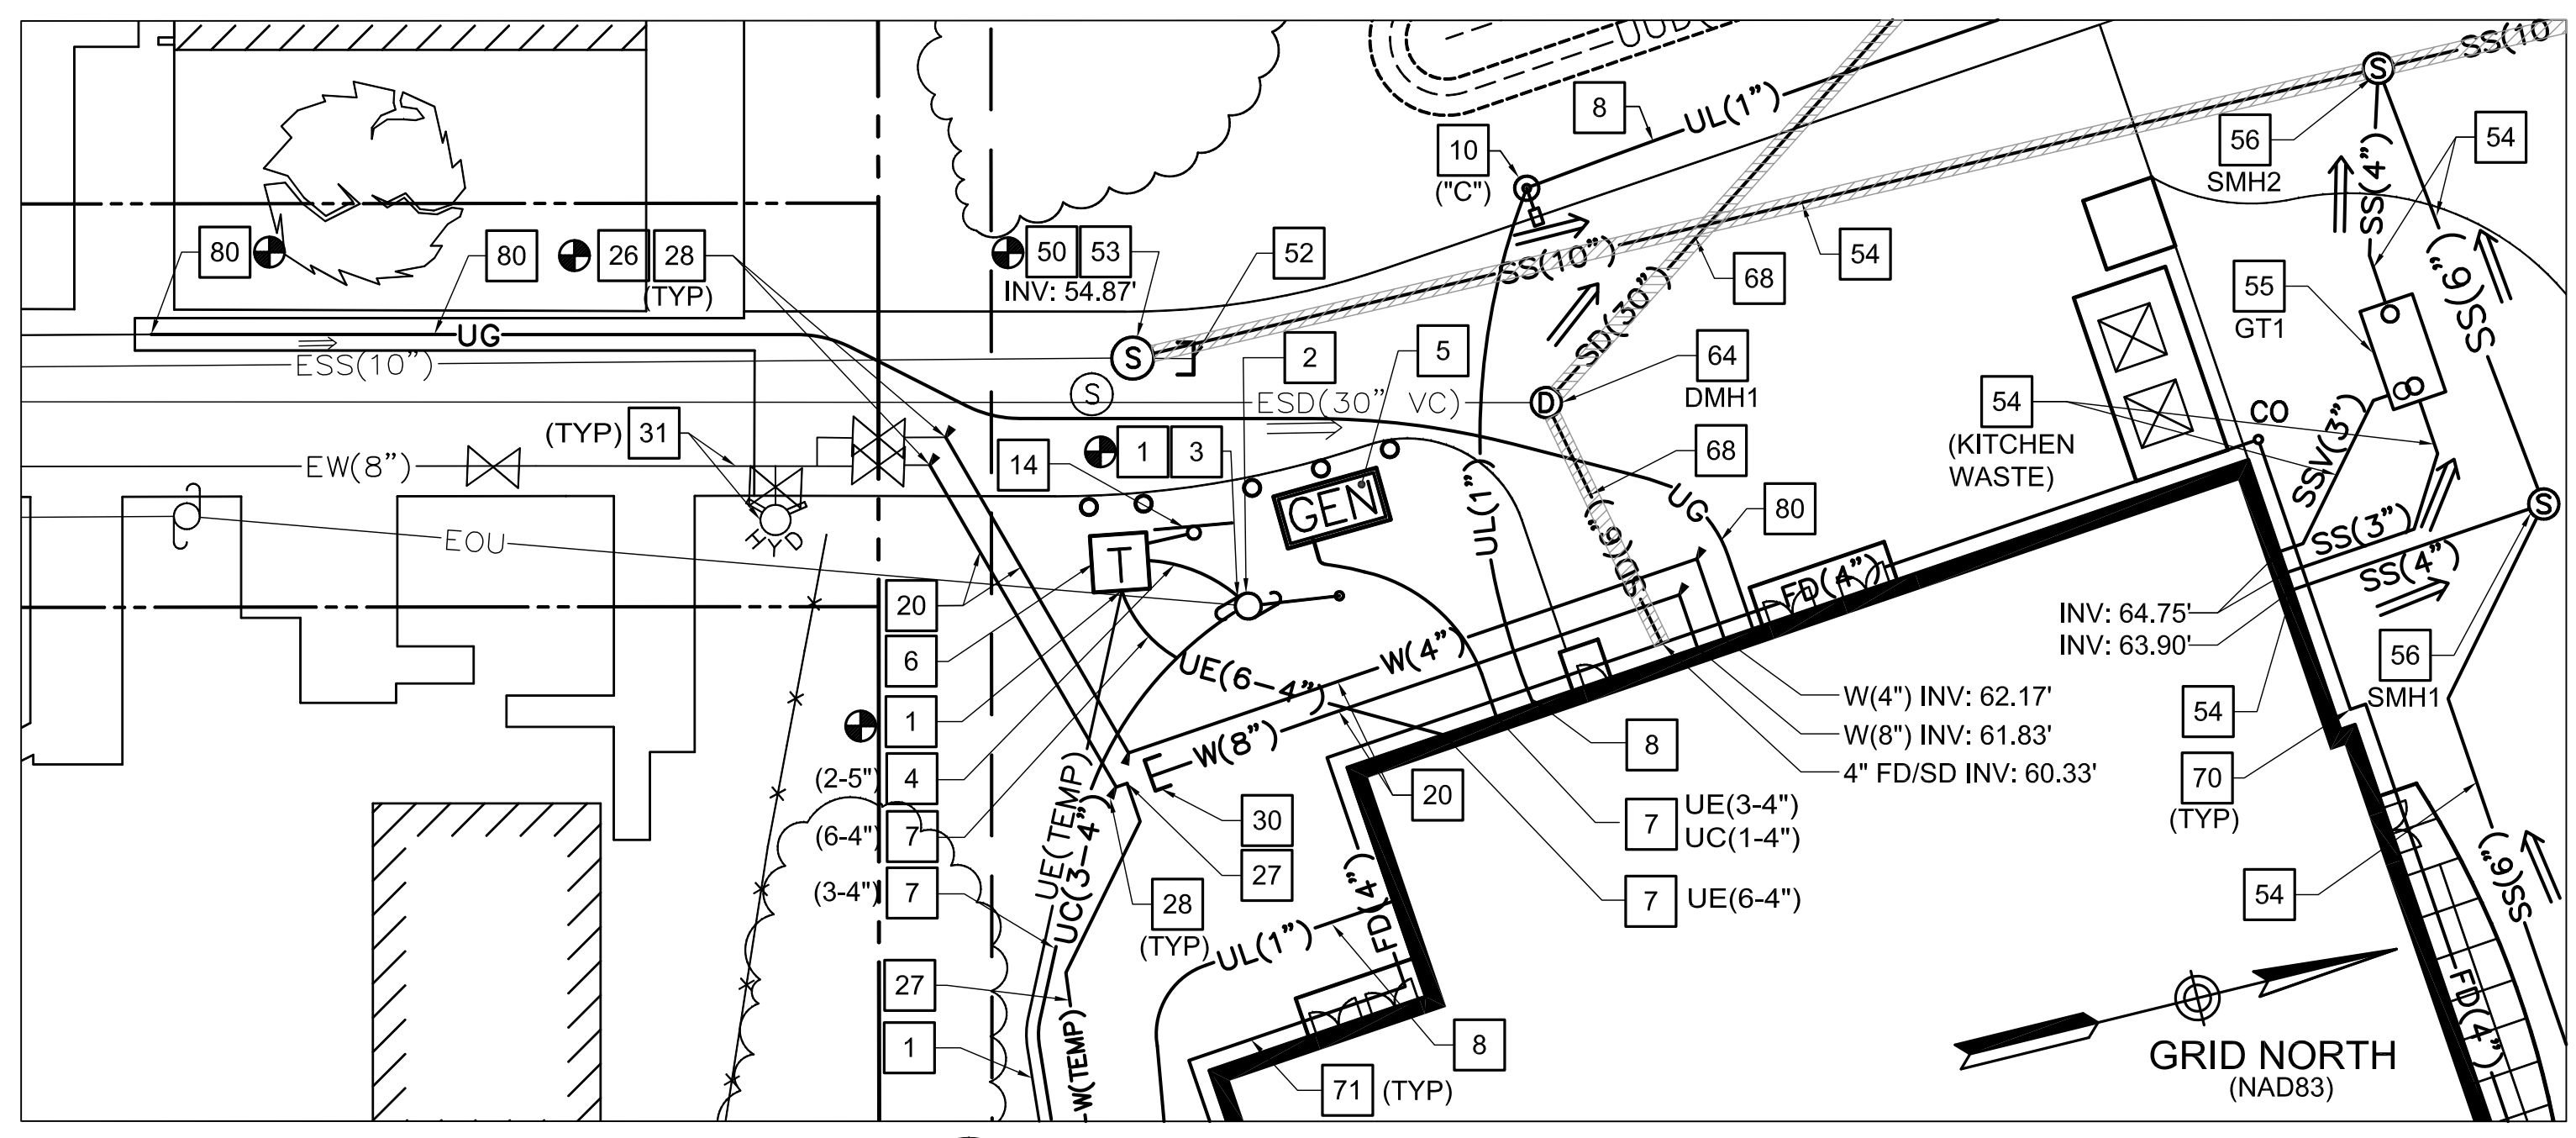 SS(10
UL(1")
8
10
("C")
56
SMH2
54
SS(4")
SS(6")
80
80
26
28
(TYP)
50
53
INV: 54.87'
52
SS(10")
54
68
55
GT1
UG
ESS(10")
S
S
S
2
5
SD(30")
64
DMH1
54
(KITCHEN
WASTE)
CO
ESD(30" VC)
D
(TYP)
31
EW(8")
14
1
3
68
SSV(3")
GEN
UL(1")
UG
80
SS(3")
S
HYD
EOU
T
SD(6")
FD(4")
SS(4")
20
6
1
(2-5")
4
(6-4")
7
(3-4")
7
27
1
UE(6-4")
W(4")
W(8")
INV: 64.75'
INV: 63.90'
56
SMH1
54
70
(TYP)
W(4") INV: 62.17'
W(8") INV: 61.83'
4" FD/SD INV: 60.33'
8
20
30
27
28
(TYP)
7
UE(3-4")
UC(1-4")
7
UE(6-4")
UE(TEMP)
UC(3-4")
W(TEMP)
FD(4")
UL(1")
8
71
(TYP)
54
SS(6")
FD(4")
S
GRID NORTH
(NAD83)